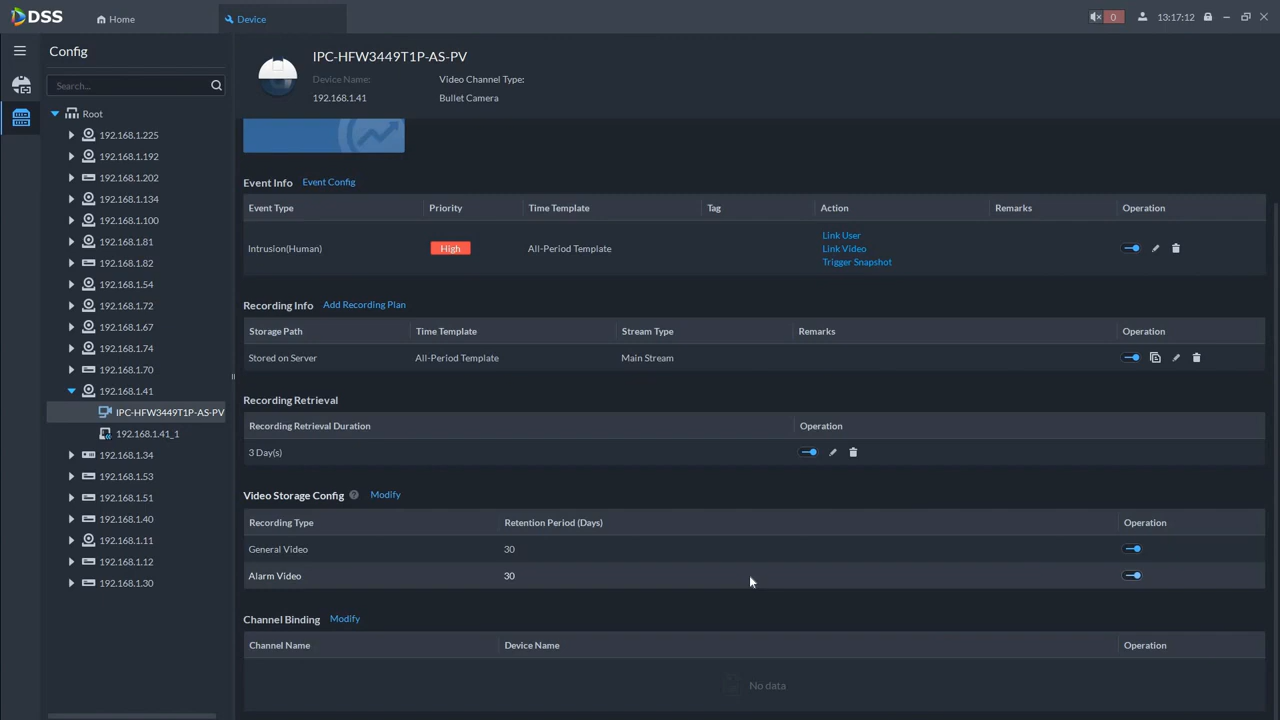 DSS Home Device 0 13:17:12
Config
Search...
Root
192.168.1.225
192.168.1.192
192.168.1.202
192.168.1.134
192.168.1.100
192.168.1.81
192.168.1.82
192.168.1.54
192.168.1.72
192.168.1.67
192.168.1.74
192.168.1.70
192.168.1.41
IPC-HFW3449T1P-AS-PV
192.168.1.41_1
192.168.1.34
192.168.1.53
192.168.1.51
192.168.1.40
192.168.1.11
192.168.1.12
192.168.1.30
IPC-HFW3449T1P-AS-PV
Device Name: Video Channel Type:
192.168.1.41 Bullet Camera
Event Info Event Config
Event Type Priority Time Template Tag Action Remarks Operation
Intrusion(Human) High All-Period Template Link User
Link Video
Trigger Snapshot
Recording Info Add Recording Plan
Storage Path Time Template Stream Type Remarks Operation
Stored on Server All-Period Template Main Stream
Recording Retrieval
Recording Retrieval Duration Operation
3 Day(s)
Video Storage Config ? Modify
Recording Type Retention Period (Days) Operation
General Video 30
Alarm Video 30
Channel Binding Modify
Channel Name Device Name Operation
No data